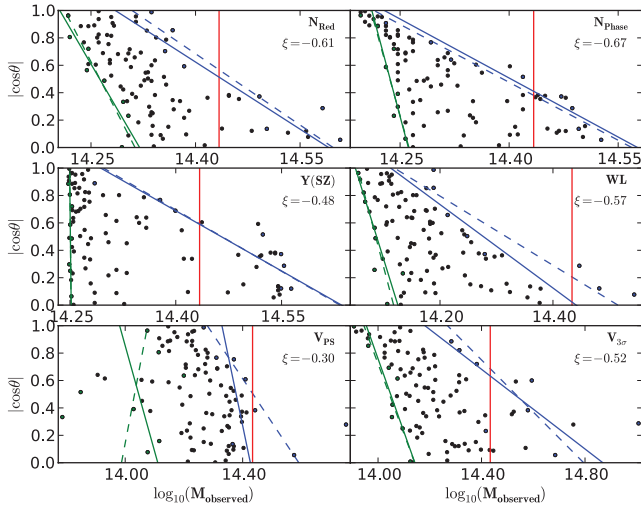 N_Red
ξ=−0.61
N_Phase
ξ=−0.67
|cosθ|
1.0
0.8
0.6
0.4
0.2
0.0
14.25 14.40 14.55
14.25 14.40 14.55
Y(SZ)
ξ=−0.48
WL
ξ=−0.57
|cosθ|
1.0
0.8
0.6
0.4
0.2
0.0
14.25 14.40 14.55
14.20 14.40
V_PS
ξ=−0.30
V_3σ
ξ=−0.52
|cosθ|
1.0
0.8
0.6
0.4
0.2
0.0
14.00 14.40
14.00 14.40 14.80
log₁₀(M_observed)
log₁₀(M_observed)